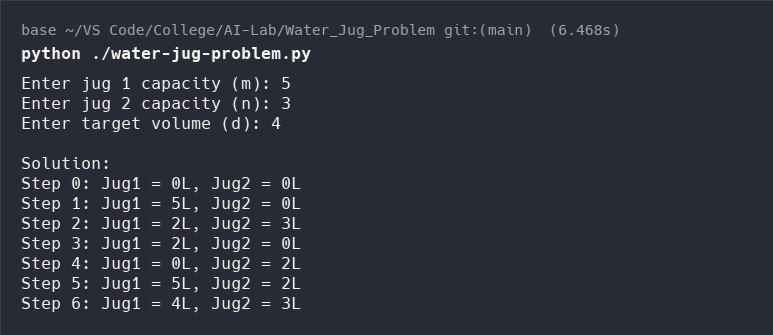 base ~/VS Code/College/AI-Lab/Water_Jug_Problem git:(main) (6.468s)
python ./water-jug-problem.py
Enter jug 1 capacity (m): 5
Enter jug 2 capacity (n): 3
Enter target volume (d): 4
Solution:
Step 0: Jug1 = 0L, Jug2 = 0L
Step 1: Jug1 = 5L, Jug2 = 0L
Step 2: Jug1 = 2L, Jug2 = 3L
Step 3: Jug1 = 2L, Jug2 = 0L
Step 4: Jug1 = 0L, Jug2 = 2L
Step 5: Jug1 = 5L, Jug2 = 2L
Step 6: Jug1 = 4L, Jug2 = 3L